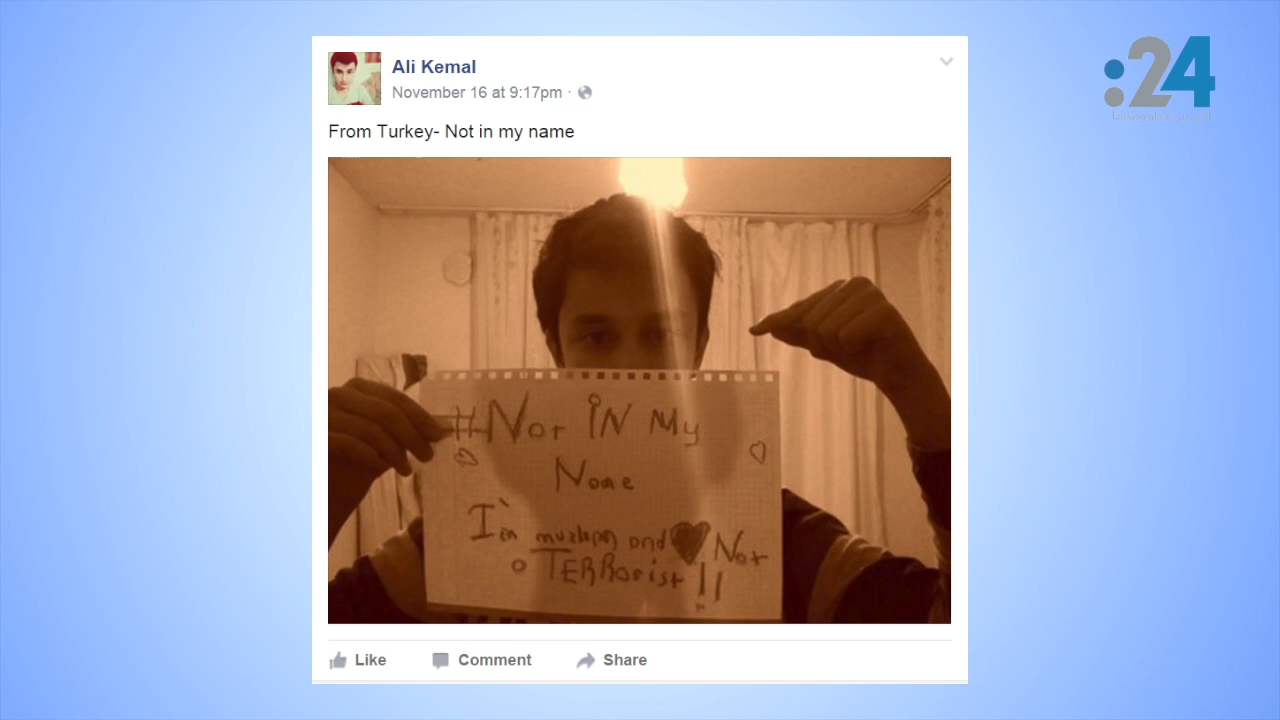 :24
Ali Kemal
November 16 at 9:17pm ·
From Turkey- Not in my name
#Not IN My
Name
I'm muslim and ♥ Not
a TERRorist !!
Like Comment Share